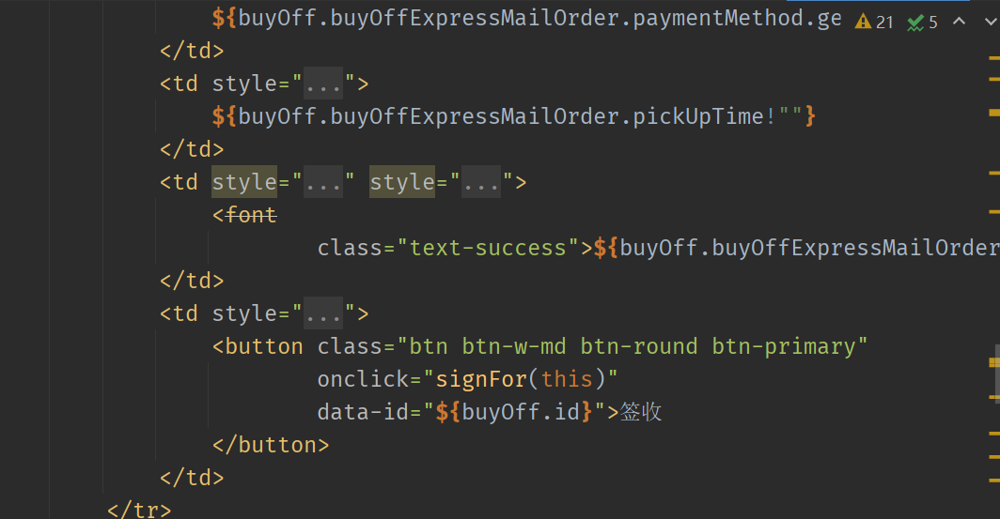 ${buyOff.buyOffExpressMailOrder.paymentMethod.ge 21 5
</td>
<td style="...">
${buyOff.buyOffExpressMailOrder.pickUpTime!""}
</td>
<td style="..." style="...">
<font
class="text-success">${buyOff.buyOffExpressMailOrder
</td>
<td style="...">
<button class="btn btn-w-md btn-round btn-primary"
onclick="signFor(this)"
data-id="${buyOff.id}">签收
</button>
</td>
</tr>